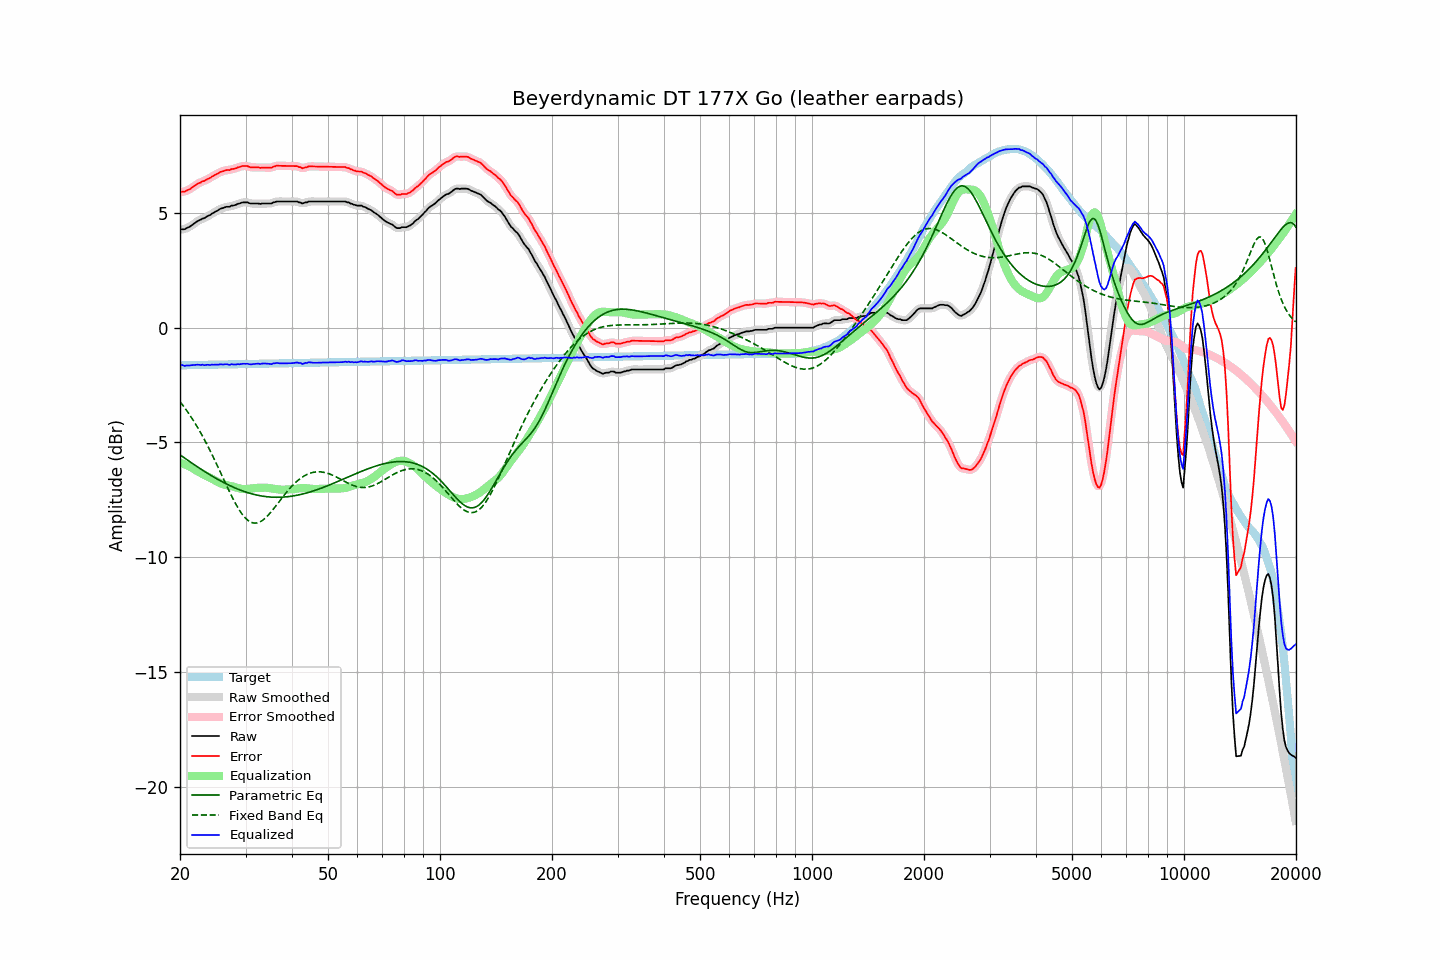 Beyerdynamic DT 177X Go (leather earpads)
Amplitude (dBr)
5
0
−5
−10
−15
−20
Target
Raw Smoothed
Error Smoothed
Raw
Error
Equalization
Parametric Eq
Fixed Band Eq
Equalized
20 50 100 200 500 1000 2000 5000 10000 20000
Frequency (Hz)